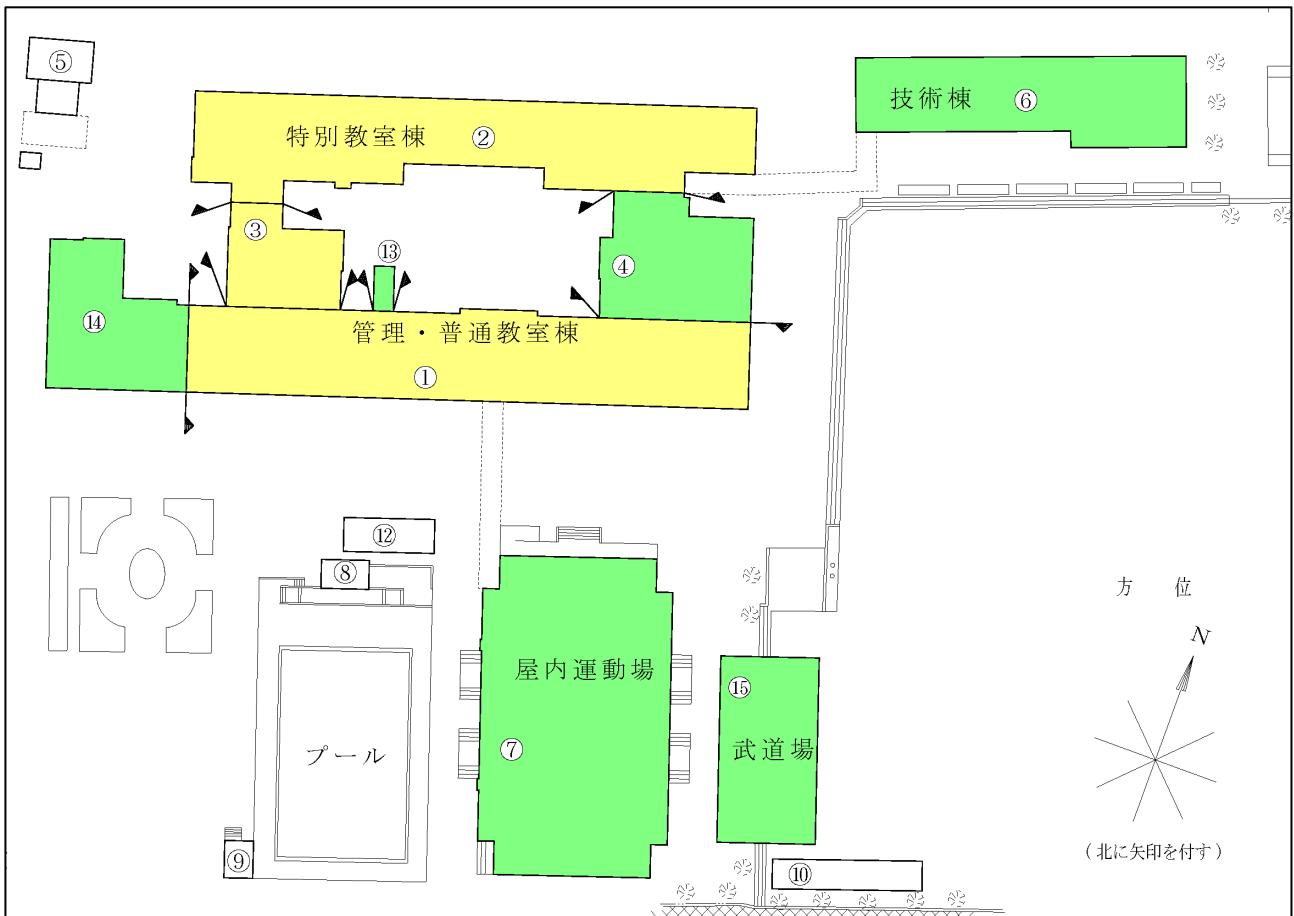 ⑤
技術棟 ⑥
特別教室棟 ②
③
⑬
④
⑭
管理・普通教室棟
①
⑫
⑧
方 位
N
屋内運動場
⑮
プール
⑦
武道場
⑨
⑩
(北に矢印を付す)